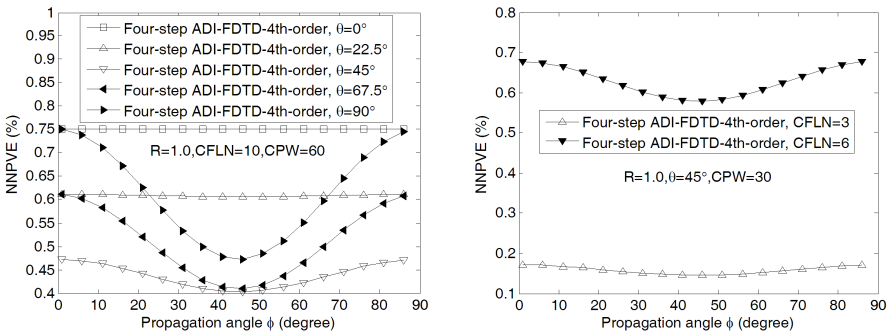 1
0.95
0.9
0.85
0.8
0.75
0.7
0.65
0.6
0.55
0.5
0.45
0.4
NNPVE (%)
Four-step ADI-FDTD-4th-order, θ=0°
Four-step ADI-FDTD-4th-order, θ=22.5°
Four-step ADI-FDTD-4th-order, θ=45°
Four-step ADI-FDTD-4th-order, θ=67.5°
Four-step ADI-FDTD-4th-order, θ=90°
R=1.0,CFLN=10,CPW=60
0 10 20 30 40 50 60 70 80 90
Propagation angle ϕ (degree)
0.8
0.7
0.6
0.5
0.4
0.3
0.2
0.1
NNPVE (%)
Four-step ADI-FDTD-4th-order, CFLN=3
Four-step ADI-FDTD-4th-order, CFLN=6
R=1.0,θ=45°,CPW=30
0 10 20 30 40 50 60 70 80 90
Propagation angle ϕ (degree)